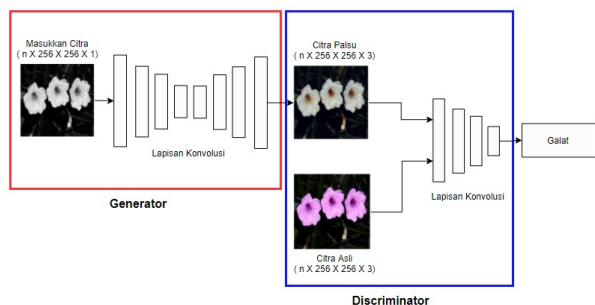 Masukkan Citra
( n X 256 X 256 X 1)
Lapisan Konvolusi
Generator
Citra Palsu
( n X 256 X 256 X 3)
Lapisan Konvolusi
Galat
Citra Asli
( n X 256 X 256 X 3)
Discriminator